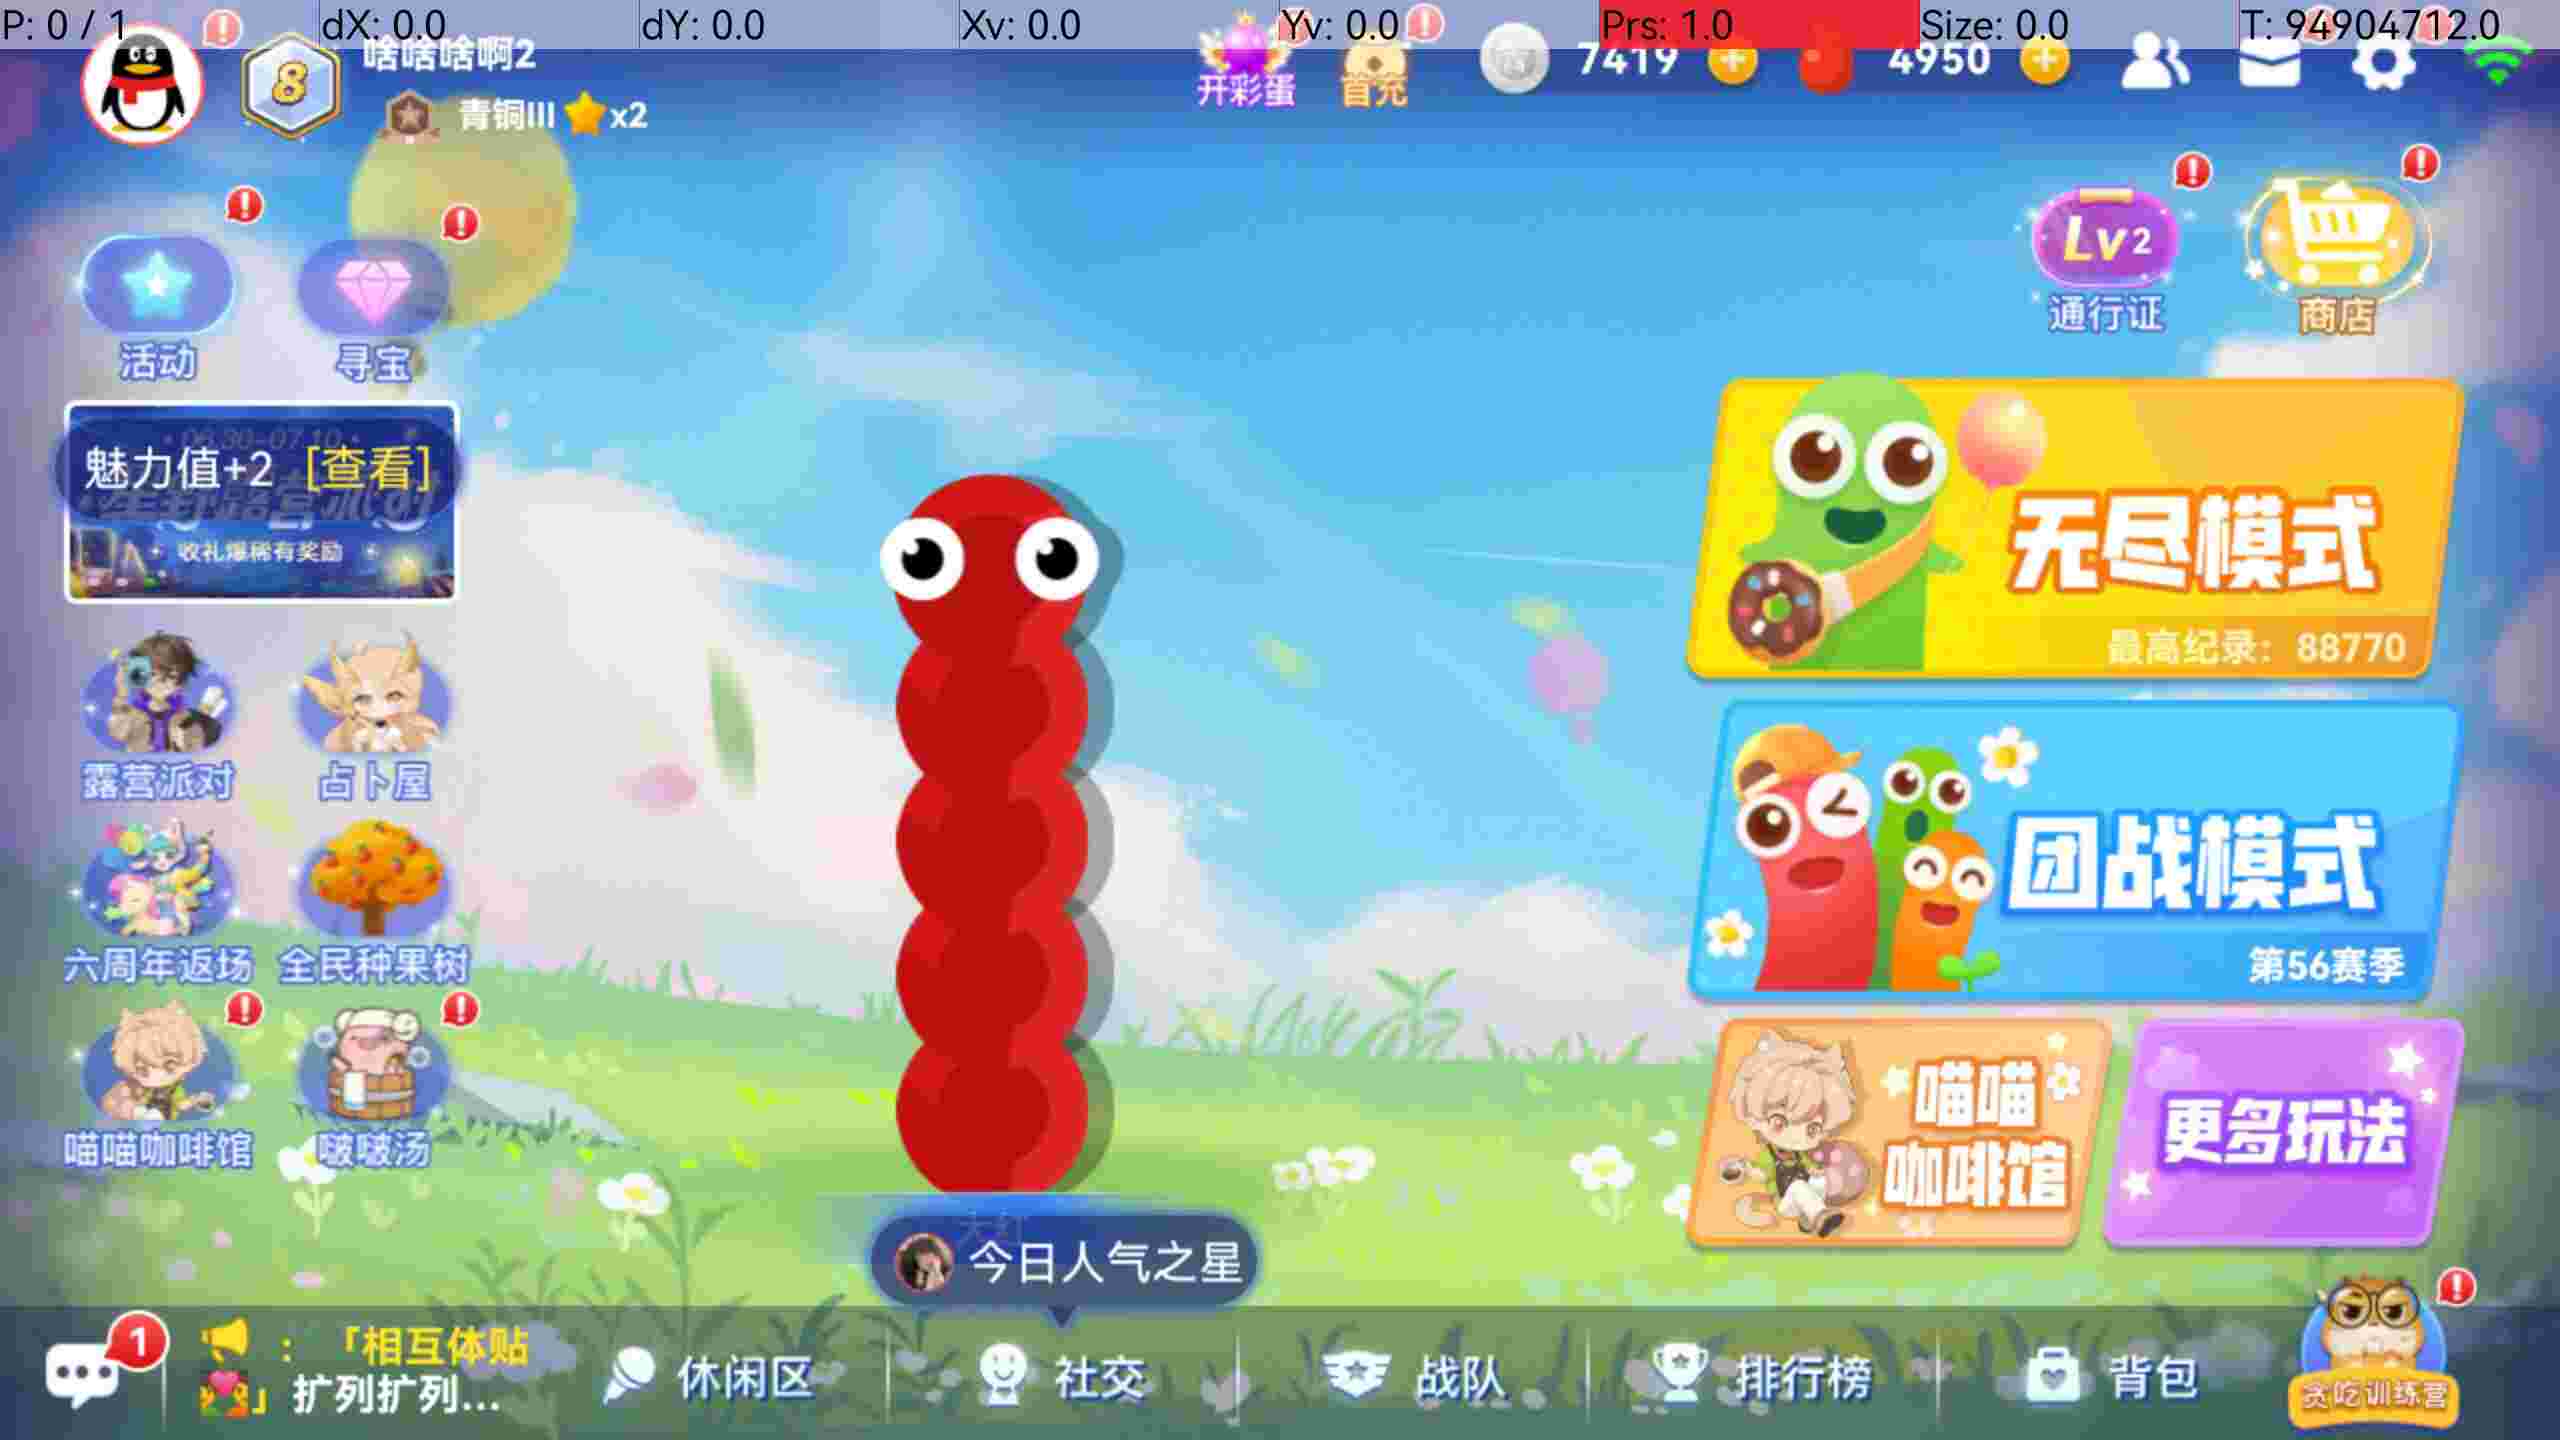 P: 0 / 1
dX: 0.0
dY: 0.0
Xv: 0.0
Yv: 0.0
Prs: 1.0
Size: 0.0
T: 94904712.0
8
啥啥啥啊2
青铜III
x2
开彩蛋
首充
7419
4950
活动
寻宝
Lv2
通行证
商店
06.30-07.10
魅力值+2 [查看]
收礼爆稀有奖励
无尽模式
最高纪录: 88770
露营派对
占卜屋
六周年返场
全民种果树
团战模式
第56赛季
喵喵咖啡馆
啵啵汤
喵喵
咖啡馆
更多玩法
今日人气之星
1
:「相互体贴
」扩列扩列...
休闲区
社交
战队
排行榜
背包
贪吃训练营